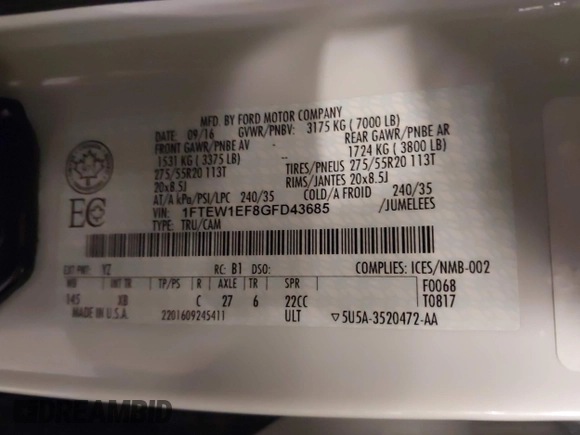 MFD. BY FORD MOTOR COMPANY
DATE: 09/16 GVWR/PNBV: 3175 KG ( 7000 LB)
FRONT GAWR/PNBE AV REAR GAWR/PNBE AR
1531 KG ( 3375 LB) 1724 KG ( 3800 LB)
275/55R20 113T TIRES/PNEUS 275/55R20 113T
20x8.5J RIMS/JANTES 20x8.5J
AT/A kPa/PSI/LPC 240/35 COLD/A FROID 240/35
VIN: 1FTEW1EF8GFD43685 /JUMELEES
TYPE: TRU/CAM
EC
EXT PNT: YZ RC: B1 DSO: COMPLIES: ICES/NMB-002
WB INT TR TP/PS R AXLE TR SPR F0068
145 XB C 27 6 22CC T0817
MADE IN U.S.A. 2201609245411 ULT ▽5U5A-3520472-AA
DREAMBID